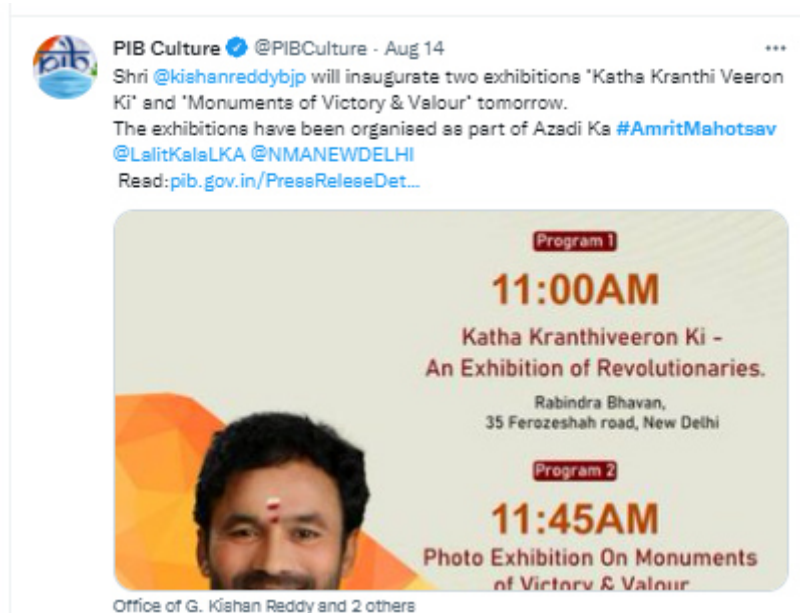 PIB Culture @PIBCulture · Aug 14
Shri @kishanreddybjp will inaugurate two exhibitions "Katha Kranthi Veeron
Ki" and "Monuments of Victory & Valour" tomorrow.
The exhibitions have been organised as part of Azadi Ka #AmritMahotsav
@LalitKalaLKA @NMANEWDELHI
Read:pib.gov.in/PressReleseDet...
Program 1
11:00AM
Katha Kranthiveeron Ki -
An Exhibition of Revolutionaries.
Rabindra Bhavan,
35 Ferozeshah road, New Delhi
Program 2
11:45AM
Photo Exhibition On Monuments
of Victory & Valour
Office of G. Kishan Reddy and 2 others